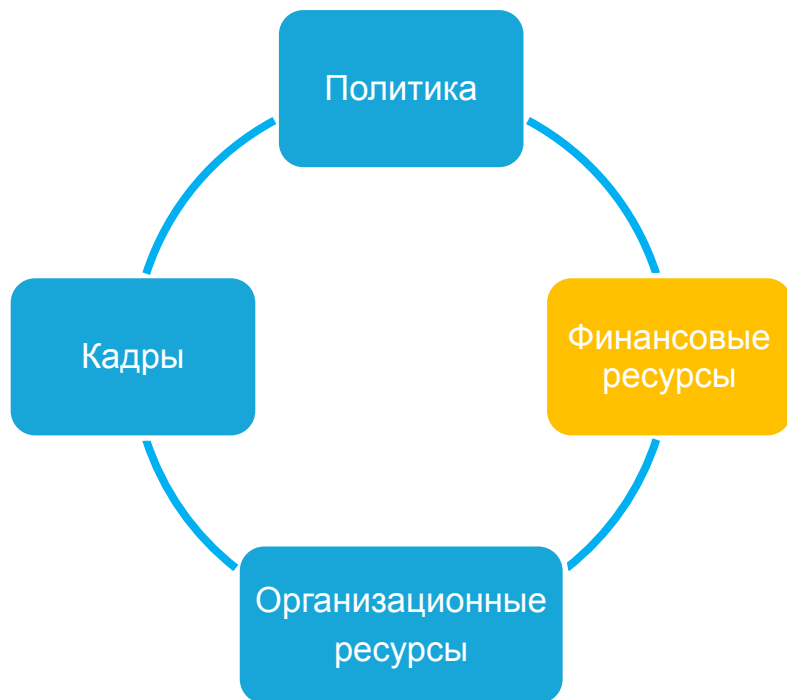 Политика
Кадры
Финансовые
ресурсы
Организационные
ресурсы